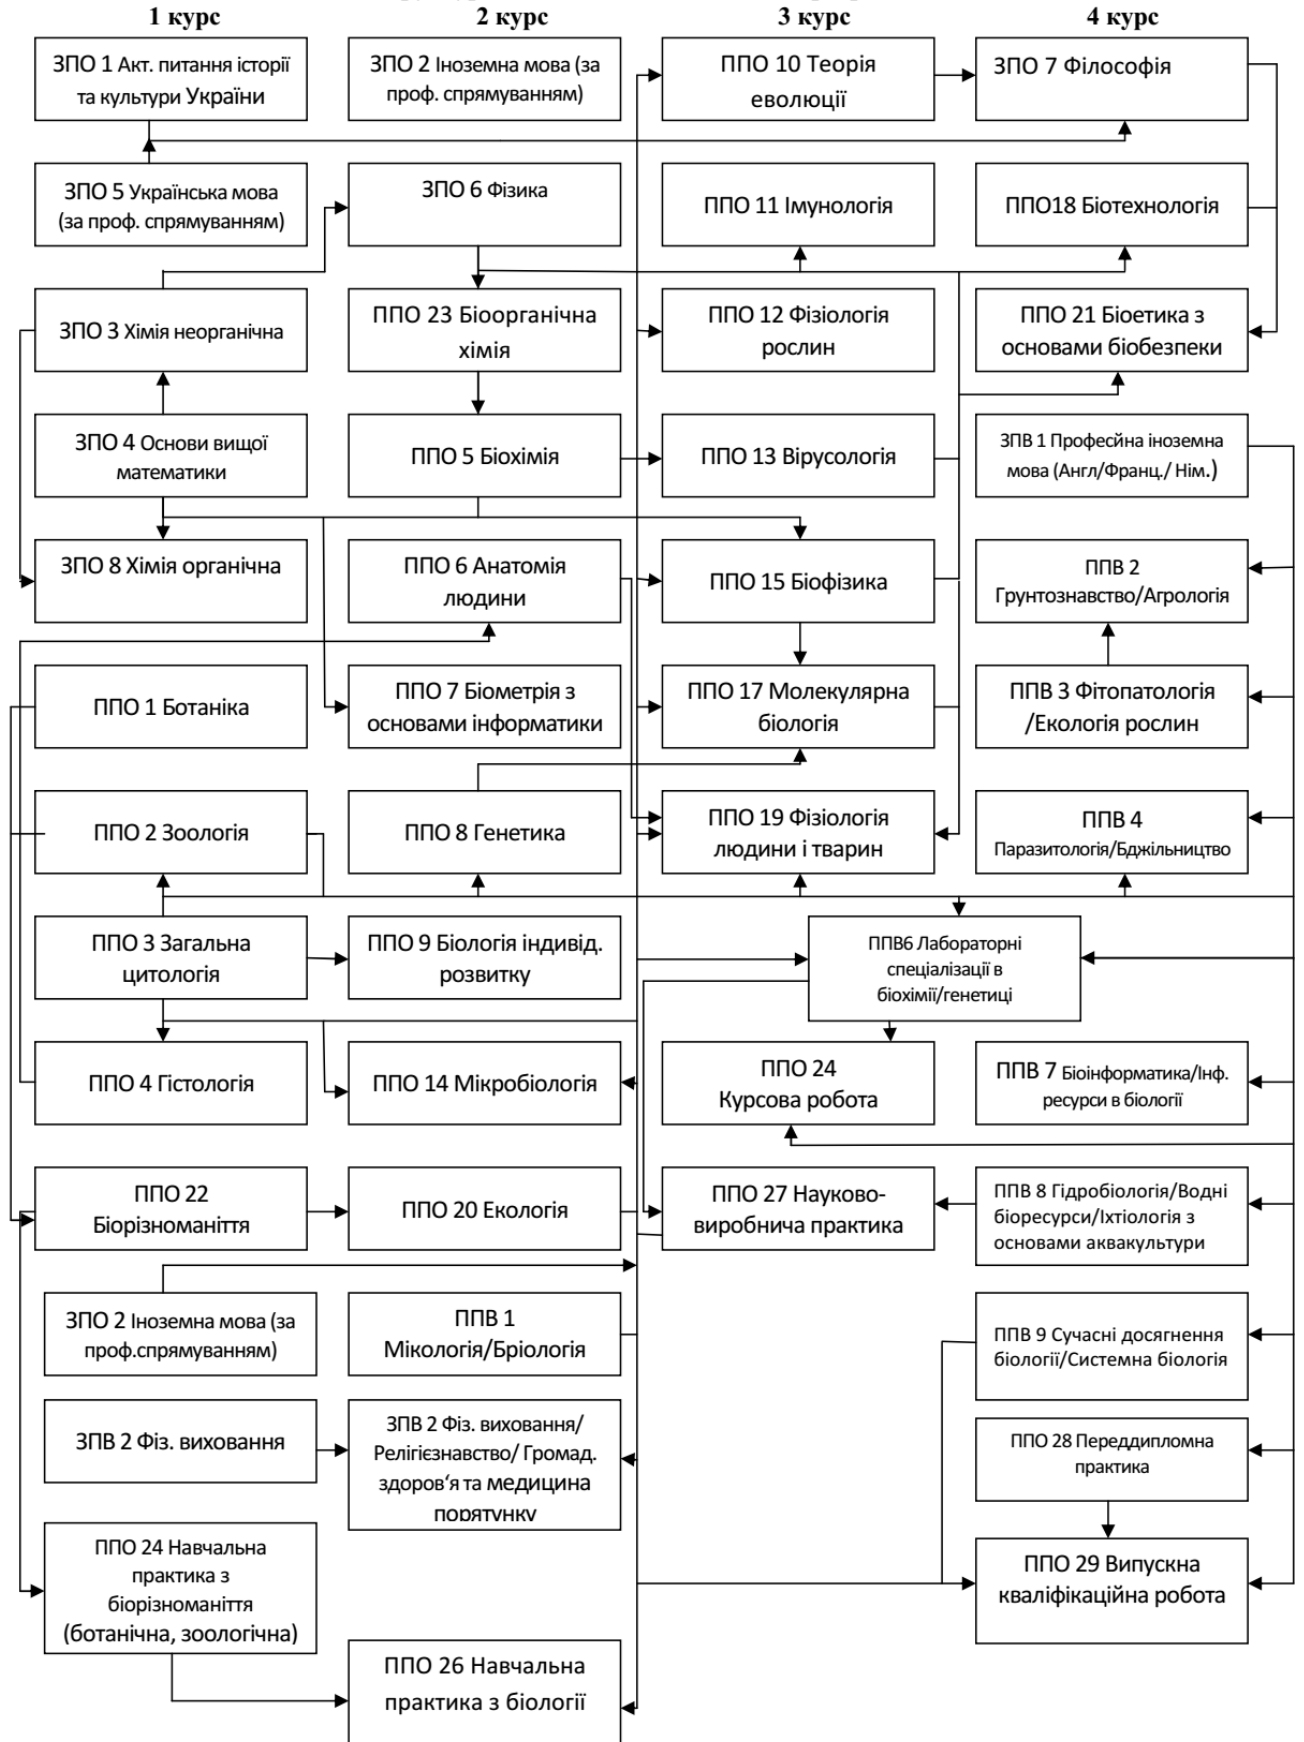 1 курс
2 курс
3 курс
4 курс
ЗПО 1 Акт. питання історії
та культури України
ЗПО 2 Іноземна мова (за
проф. спрямуванням)
ППО 10 Теорія
еволюції
ЗПО 7 Філософія
ЗПО 5 Українська мова
(за проф. спрямуванням)
ЗПО 6 Фізика
ППО 11 Імунологія
ППО18 Біотехнологія
ЗПО 3 Хімія неорганічна
ППО 23 Біоорганічна
хімія
ППО 12 Фізіологія
рослин
ППО 21 Біоетика з
основами біобезпеки
ЗПО 4 Основи вищої
математики
ППО 5 Біохімія
ППО 13 Вірусологія
ЗПВ 1 Професійна іноземна
мова (Англ/Франц./ Нім.)
ЗПО 8 Хімія органічна
ППО 6 Анатомія
людини
ППО 15 Біофізика
ППВ 2
Грунтознавство/Агрологія
ППО 1 Ботаніка
ППО 7 Біометрія з
основами інформатики
ППО 17 Молекулярна
біологія
ППВ 3 Фітопатологія
/Екологія рослин
ППО 2 Зоологія
ППО 8 Генетика
ППО 19 Фізіологія
людини і тварин
ППВ 4
Паразитологія/Бджільництво
ППО 3 Загальна
цитологія
ППО 9 Біологія індивід.
розвитку
ППВ6 Лабораторні
спеціалізації в
біохімії/генетиці
ППО 4 Гістологія
ППО 14 Мікробіологія
ППО 24
Курсова робота
ППВ 7 Біоінформатика/Інф.
ресурси в біології
ППО 22
Біорізноманіття
ППО 20 Екологія
ППО 27 Науково-
виробнича практика
ППВ 8 Гідробіологія/Водні
біоресурси/Іхтіологія з
основами аквакультури
ЗПО 2 Іноземна мова (за
проф.спрямуванням)
ППВ 1
Мікологія/Бріологія
ППВ 9 Сучасні досягнення
біології/Системна біологія
ЗПВ 2 Фіз. виховання
ЗПВ 2 Фіз. виховання/
Релігієзнавство/ Громад.
здоров‘я та медицина
порятунку
ППО 28 Переддипломна
практика
ППО 24 Навчальна
практика з
біорізноманіття
(ботанічна, зоологічна)
ППО 29 Випускна
кваліфікаційна робота
ППО 26 Навчальна
практика з біології